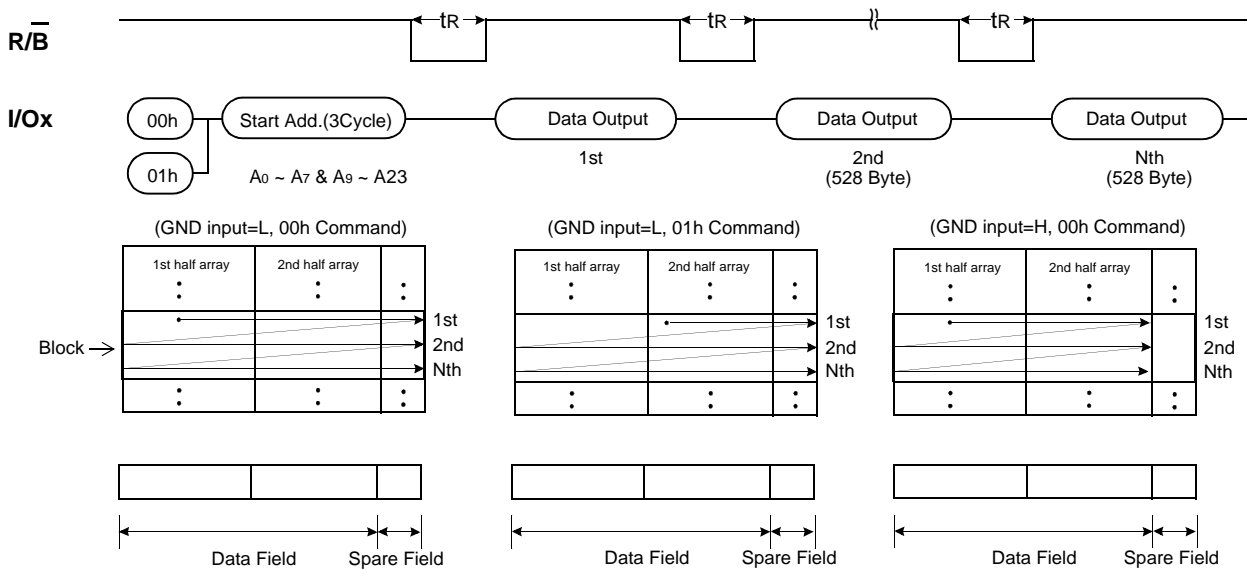 R/B
tR tR tR
I/Ox
00h Start Add.(3Cycle) Data Output Data Output Data Output
01h
A0 ~ A7 & A9 ~ A23
1st 2nd Nth
(528 Byte) (528 Byte)
(GND input=L, 00h Command) (GND input=L, 01h Command) (GND input=H, 00h Command)
1st half array 2nd half array 1st half array 2nd half array 1st half array 2nd half array
1st 1st 1st
Block 2nd 2nd 2nd
Nth Nth Nth
Data Field Spare Field Data Field Spare Field Data Field Spare Field